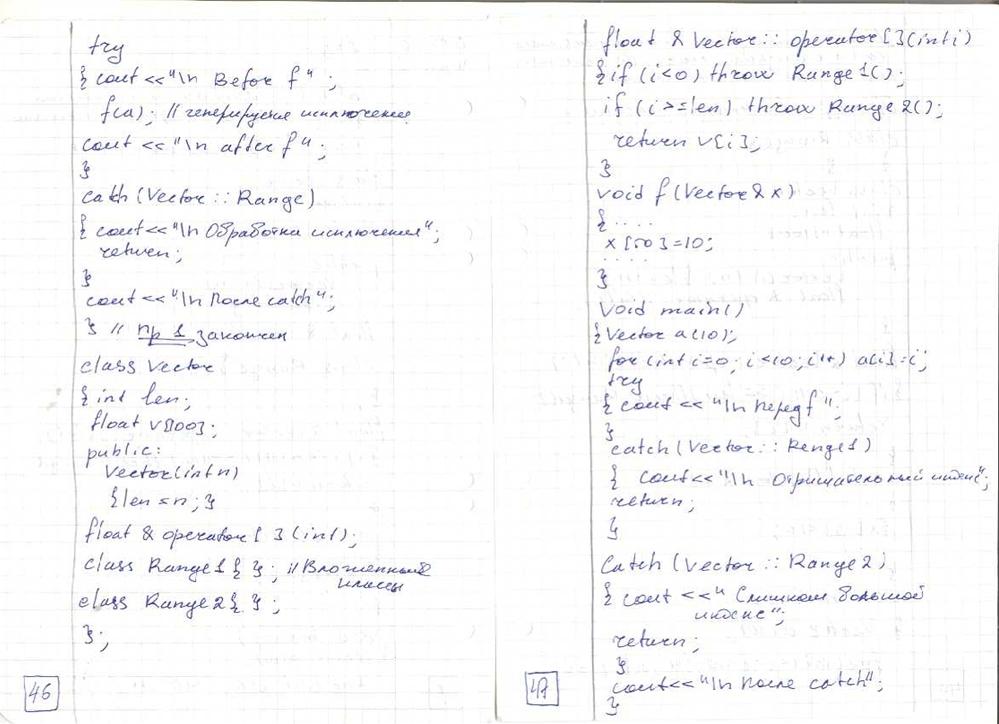 try
{ cout <<"\n Befor f" ;
f(a); // генерируется исключение
cout << "\n after f" ;
}
catch (Vector :: Range)
{ cout<<"\n Обработка исключения";
return;
}
cout <<"\n После catch";
} // пр 1 закончен
class Vector
{ int len;
float v[100];
public:
Vector(int n)
{len = n; }
float & operator [ ] (int);
class Range1 { }; // Вложенные
классы
class Range2{ };
};
46
float & Vector :: operator [ ] (int i)
{ if (i<0) throw Range1();
if (i>=len) throw Range2();
return v[i];
}
void f (Vector & x)
{ ....
x [50] =10;
....
}
void main()
{ Vector a(10);
for (int i=0; i<10; i++) a[i]=i;
try
{ cout << "\n перед f ";
}
catch (Vector :: Renge1)
{ cout<<"\n Отрицательный индекс";
return;
}
Catch (Vector :: Range2)
{ cout <<" Слишком большой
индекс";
return;
}
cout<<"\n После catch";
}
47